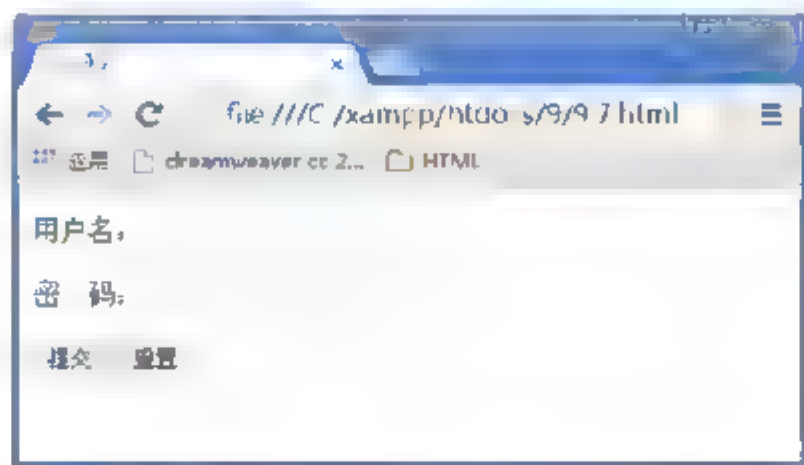 /xampp/htdocs/9/9-7.html
应用 dreamweaver cc 2... HTML
用户名：
密 码：
提交 重置